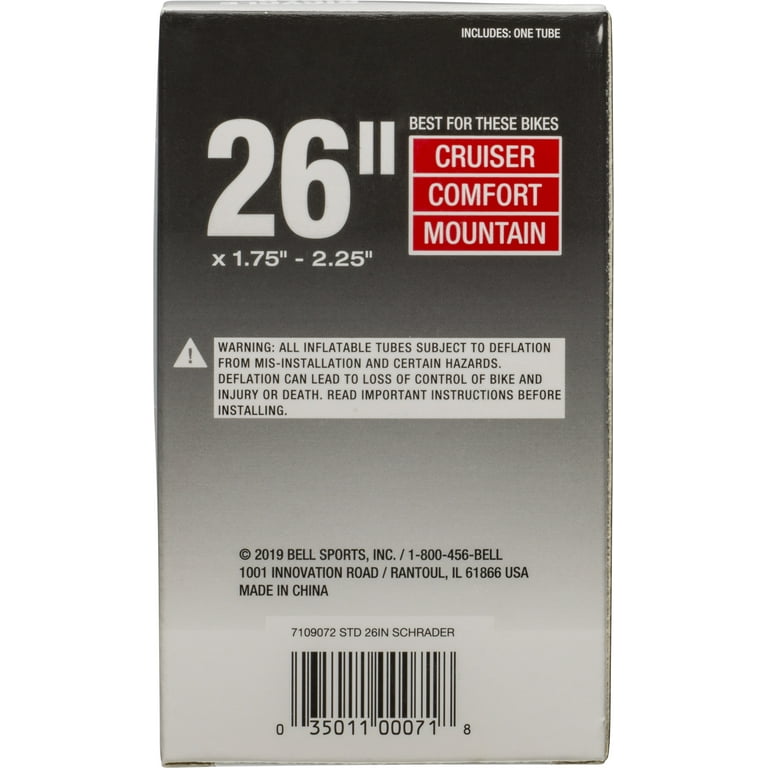 INCLUDES: ONE TUBE
26"
x 1.75" - 2.25"
BEST FOR THESE BIKES
CRUISER
COMFORT
MOUNTAIN
WARNING: ALL INFLATABLE TUBES SUBJECT TO DEFLATION
FROM MIS-INSTALLATION AND CERTAIN HAZARDS.
DEFLATION CAN LEAD TO LOSS OF CONTROL OF BIKE AND
INJURY OR DEATH. READ IMPORTANT INSTRUCTIONS BEFORE
INSTALLING.
© 2019 BELL SPORTS, INC. / 1-800-456-BELL
1001 INNOVATION ROAD / RANTOUL, IL 61866 USA
MADE IN CHINA
7109072 STD 26IN SCHRADER
0 35011 00071 8